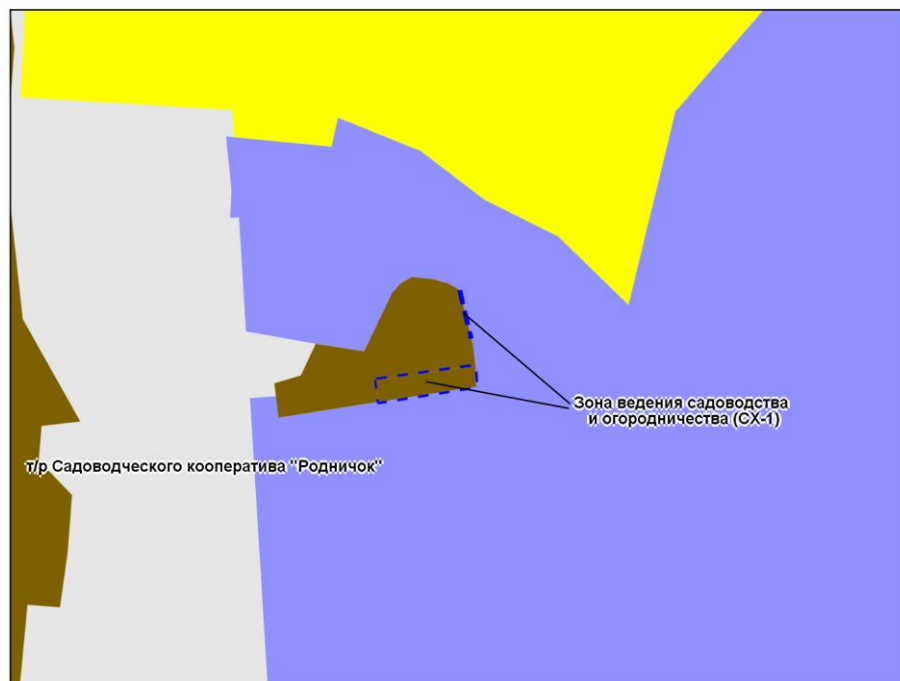 Зона ведения садоводства
и огородничества (СХ-1)
т/р Садоводческого кооператива "Родничок"